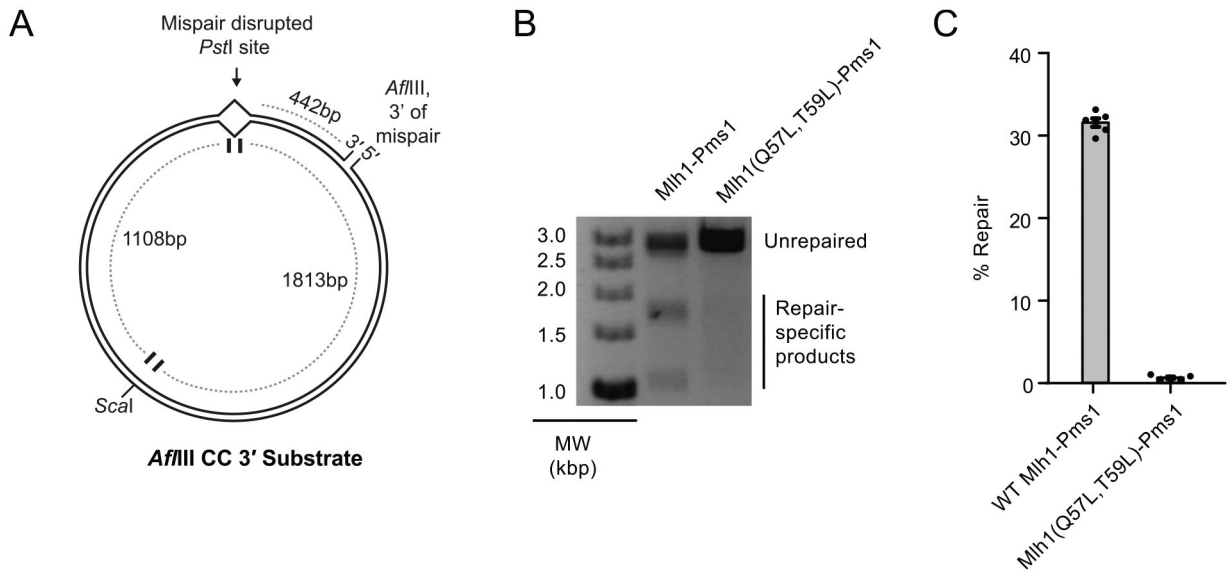 A
Mispair disrupted
PstI site
442bp
AflIII,
3′ of
mispair
3′
5′
1108bp
1813bp
ScaI
AflIII CC 3′ Substrate
B
Mlh1-Pms1
Mlh1(Q57L,T59L)-Pms1
3.0
2.5
2.0
1.5
1.0
Unrepaired
Repair-
specific
products
MW
(kbp)
C
% Repair
40
30
20
10
0
WT Mlh1-Pms1
Mlh1(Q57L,T59L)-Pms1